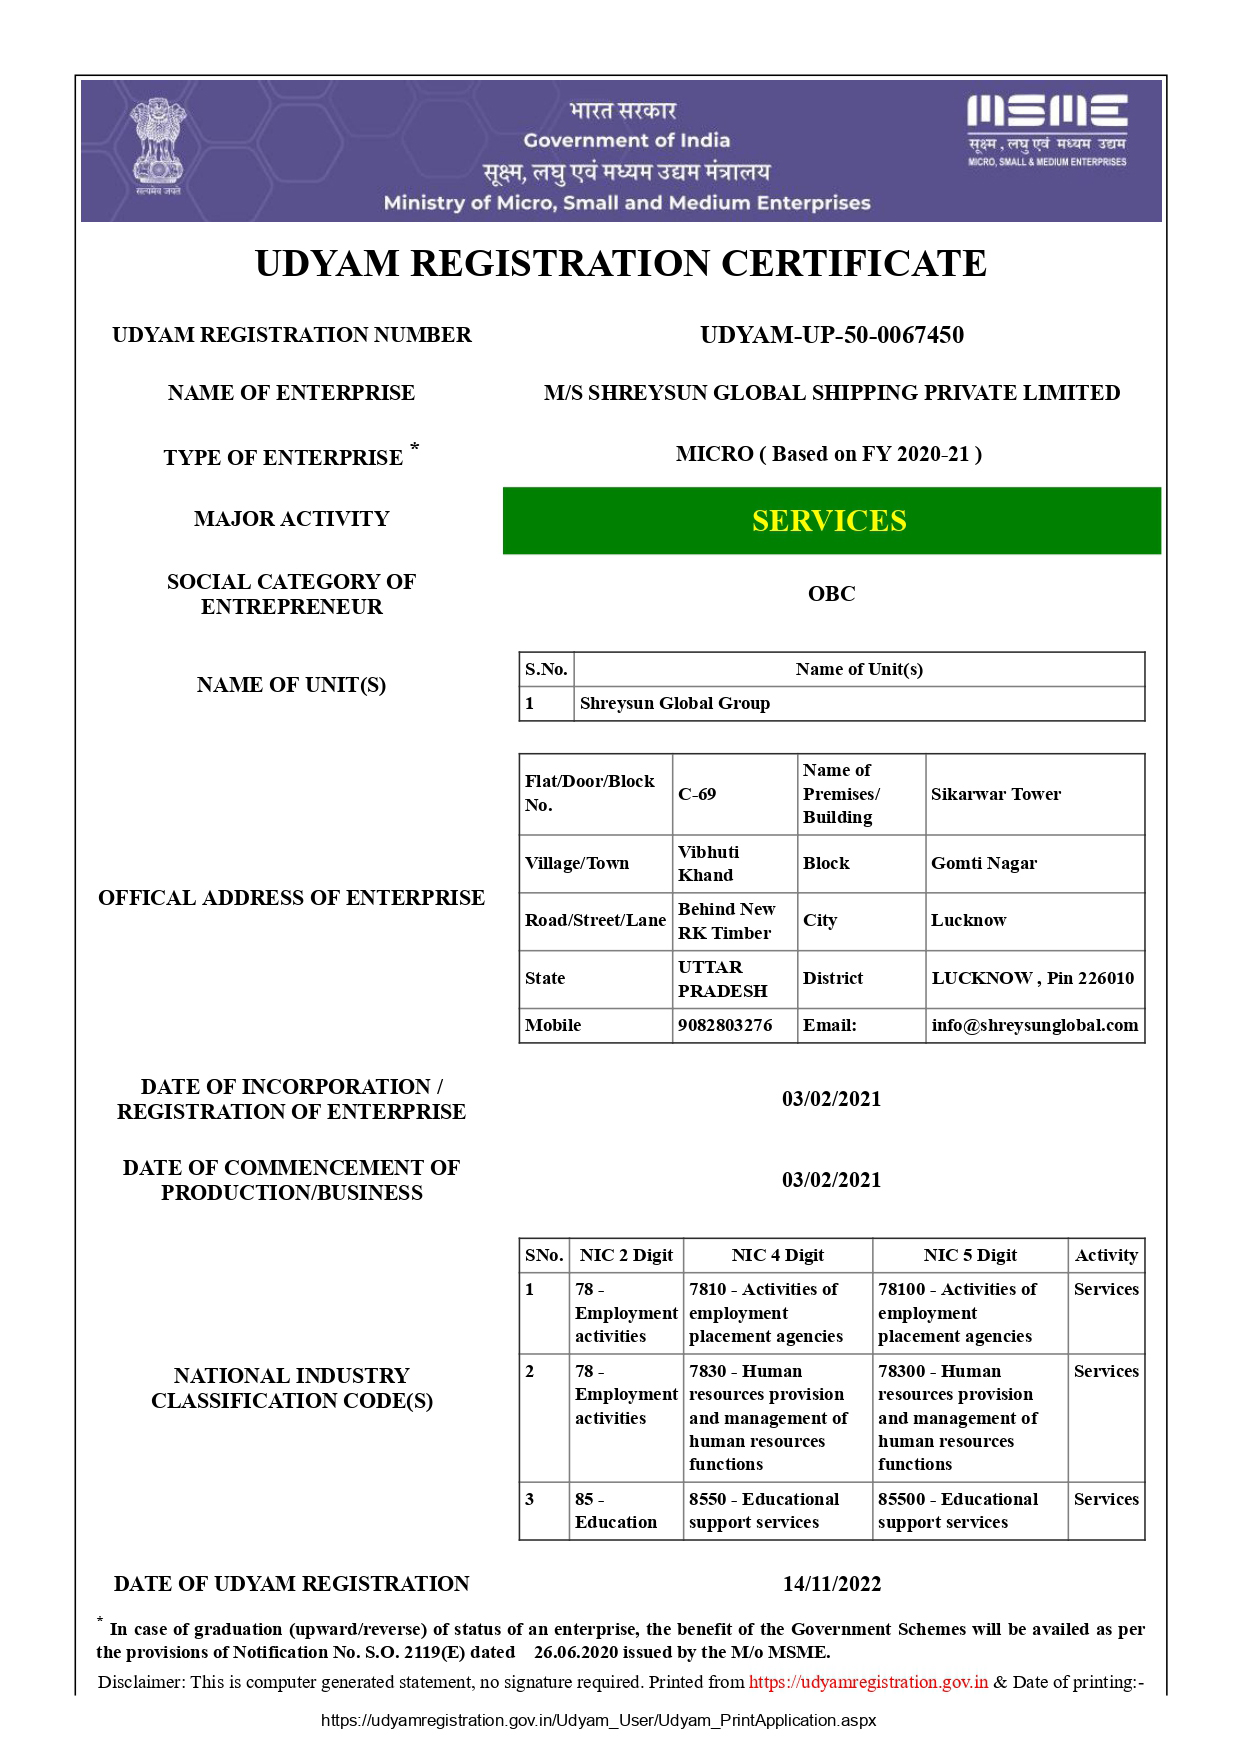 भारत सरकार
Government of India
सूक्ष्म, लघु एवं मध्यम उद्यम मंत्रालय
Ministry of Micro, Small and Medium Enterprises
सत्यमेव जयते
MSME
सूक्ष्म , लघु एवं मध्यम उद्यम
MICRO, SMALL & MEDIUM ENTERPRISES
UDYAM REGISTRATION CERTIFICATE
UDYAM REGISTRATION NUMBER UDYAM-UP-50-0067450
NAME OF ENTERPRISE M/S SHREYSUN GLOBAL SHIPPING PRIVATE LIMITED
TYPE OF ENTERPRISE * MICRO ( Based on FY 2020-21 )
MAJOR ACTIVITY SERVICES
SOCIAL CATEGORY OF
ENTREPRENEUR
OBC
NAME OF UNIT(S)
S.No. Name of Unit(s)
1 Shreysun Global Group
OFFICAL ADDRESS OF ENTERPRISE
Flat/Door/Block
No.
C-69
Name of
Premises/
Building
Sikarwar Tower
Village/Town
Vibhuti
Khand
Block
Gomti Nagar
Road/Street/Lane
Behind New
RK Timber
City
Lucknow
State
UTTAR
PRADESH
District
LUCKNOW , Pin 226010
Mobile 9082803276 Email: info@shreysunglobal.com
DATE OF INCORPORATION /
REGISTRATION OF ENTERPRISE
03/02/2021
DATE OF COMMENCEMENT OF
PRODUCTION/BUSINESS
03/02/2021
NATIONAL INDUSTRY
CLASSIFICATION CODE(S)
SNo. NIC 2 Digit NIC 4 Digit NIC 5 Digit Activity
1
78 -
Employment
activities
7810 - Activities of
employment
placement agencies
78100 - Activities of
employment
placement agencies
Services
2
78 -
Employment
activities
7830 - Human
resources provision
and management of
human resources
functions
78300 - Human
resources provision
and management of
human resources
functions
Services
3
85 -
Education
8550 - Educational
support services
85500 - Educational
support services
Services
DATE OF UDYAM REGISTRATION 14/11/2022
* In case of graduation (upward/reverse) of status of an enterprise, the benefit of the Government Schemes will be availed as per
the provisions of Notification No. S.O. 2119(E) dated 26.06.2020 issued by the M/o MSME.
Disclaimer: This is computer generated statement, no signature required. Printed from https://udyamregistration.gov.in & Date of printing:-
https://udyamregistration.gov.in/Udyam_User/Udyam_PrintApplication.aspx